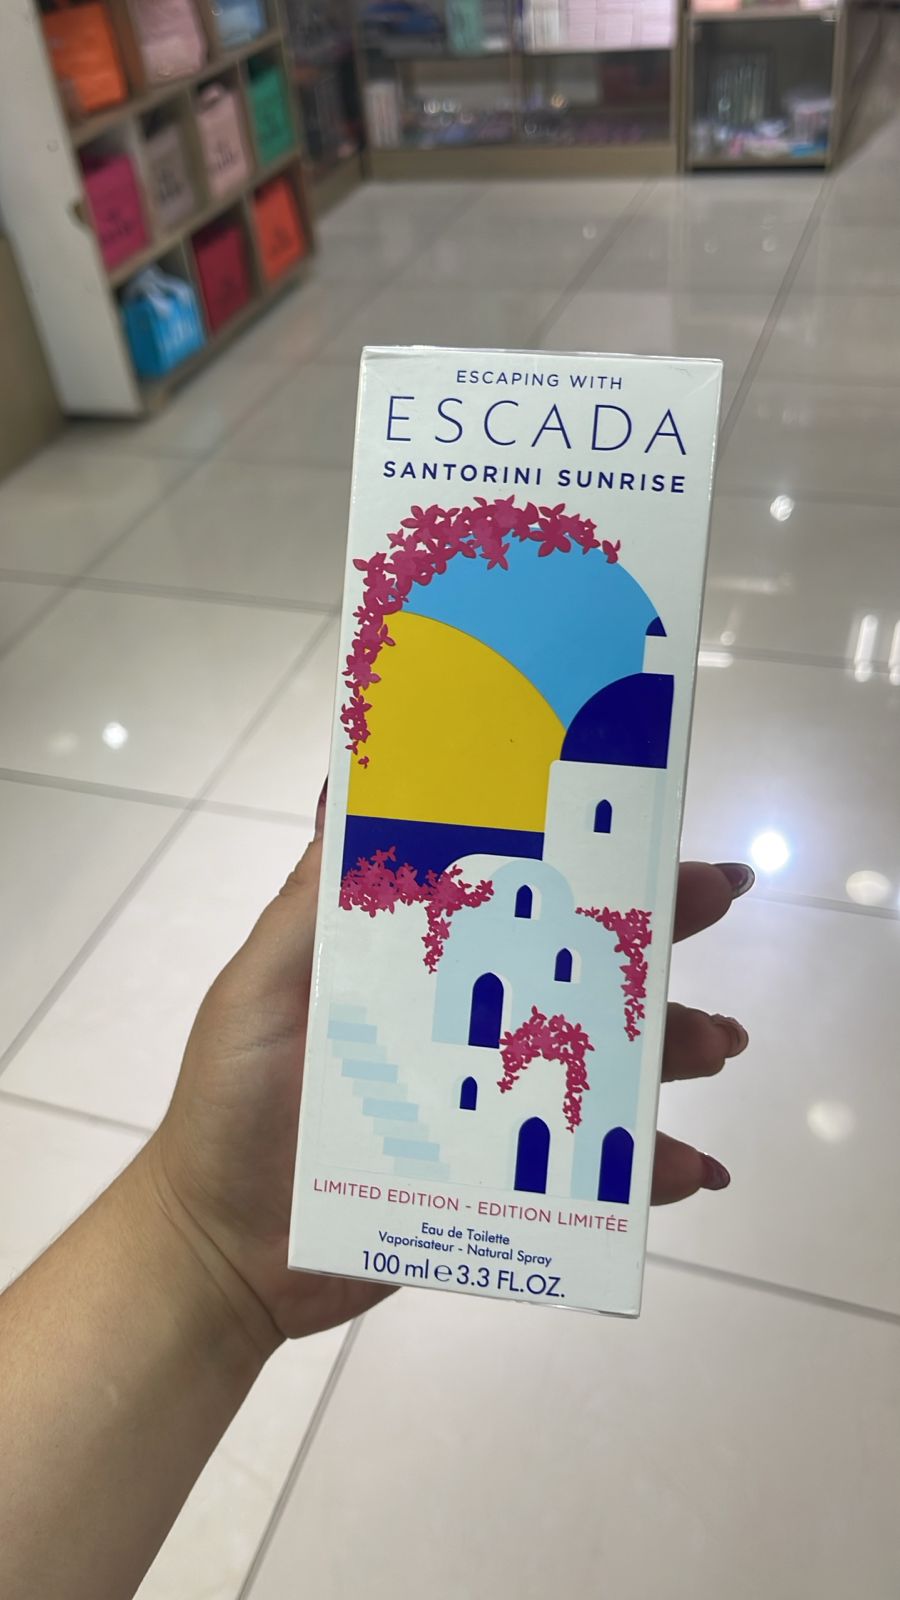 ESCAPING WITH
ESCADA
SANTORINI SUNRISE
LIMITED EDITION - EDITION LIMITÉE
Eau de Toilette
Vaporisateur - Natural Spray
100 ml ℮ 3.3 FL.OZ.